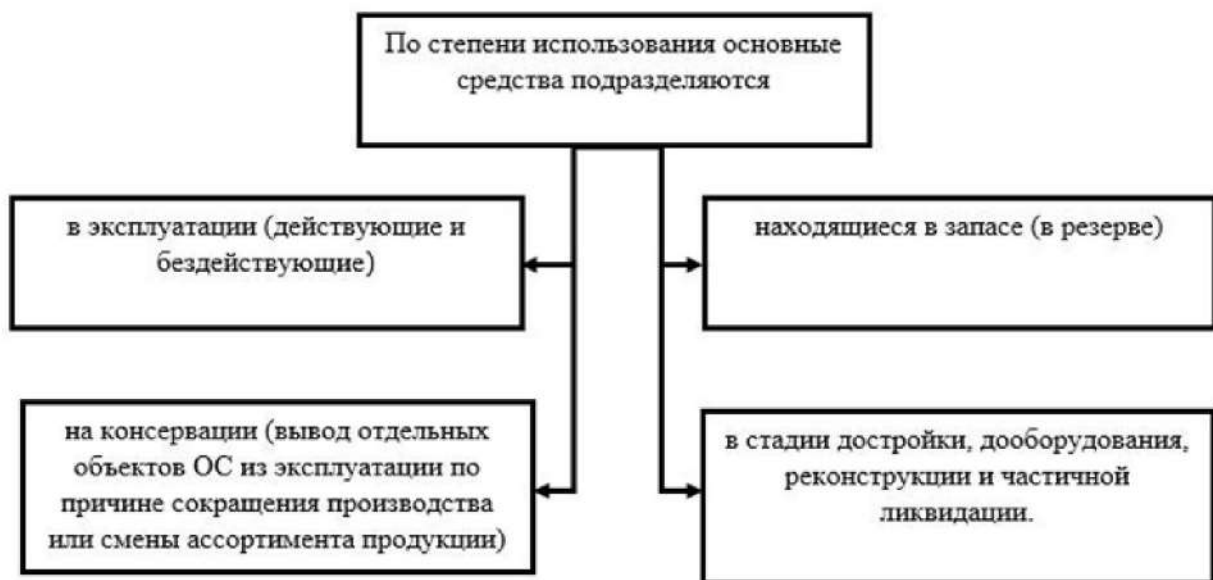 По степени использования основные
средства подразделяются
в эксплуатации (действующие и
бездействующие)
находящиеся в запасе (в резерве)
на консервации (вывод отдельных
объектов ОС из эксплуатации по
причине сокращения производства
или смены ассортимента продукции)
в стадии достройки, дооборудования,
реконструкции и частичной
ликвидации.